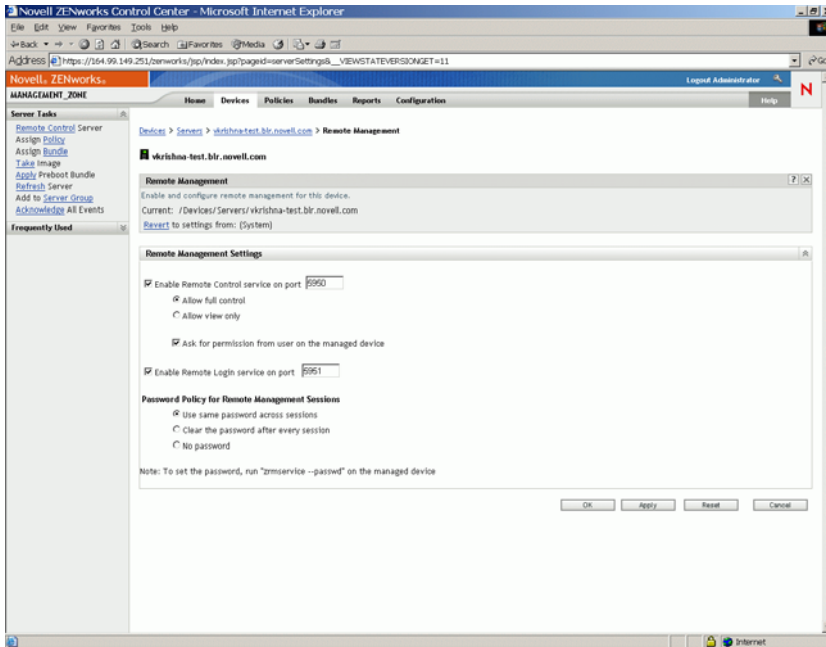 Novell ZENworks Control Center - Microsoft Internet Explorer
File Edit View Favorites Tools Help
Back Search Favorites Media
Address https://164.99.149.251/zenworks/jsp/index.jsp?pageid=serverSettings&__VIEWSTATEVERSIONGET=11 Go
Novell® ZENworks® Logout Administrator
MANAGEMENT_ZONE N
Home Devices Policies Bundles Reports Configuration Help
Server Tasks
Remote Control Server
Assign Policy
Assign Bundle
Take Image
Apply Preboot Bundle
Refresh Server
Add to Server Group
Acknowledge All Events
Frequently Used
Devices > Servers > vkrishna-test.blr.novell.com > Remote Management
vkrishna-test.blr.novell.com
Remote Management ? X
Enable and configure remote management for this device.
Current: /Devices/Servers/vkrishna-test.blr.novell.com
Revert to settings from: (System)
Remote Management Settings
Enable Remote Control service on port 5950
Allow full control
Allow view only
Ask for permission from user on the managed device
Enable Remote Login service on port 5951
Password Policy for Remote Management Sessions
Use same password across sessions
Clear the password after every session
No password
Note: To set the password, run "zrmservice --passwd" on the managed device
OK Apply Reset Cancel
Internet